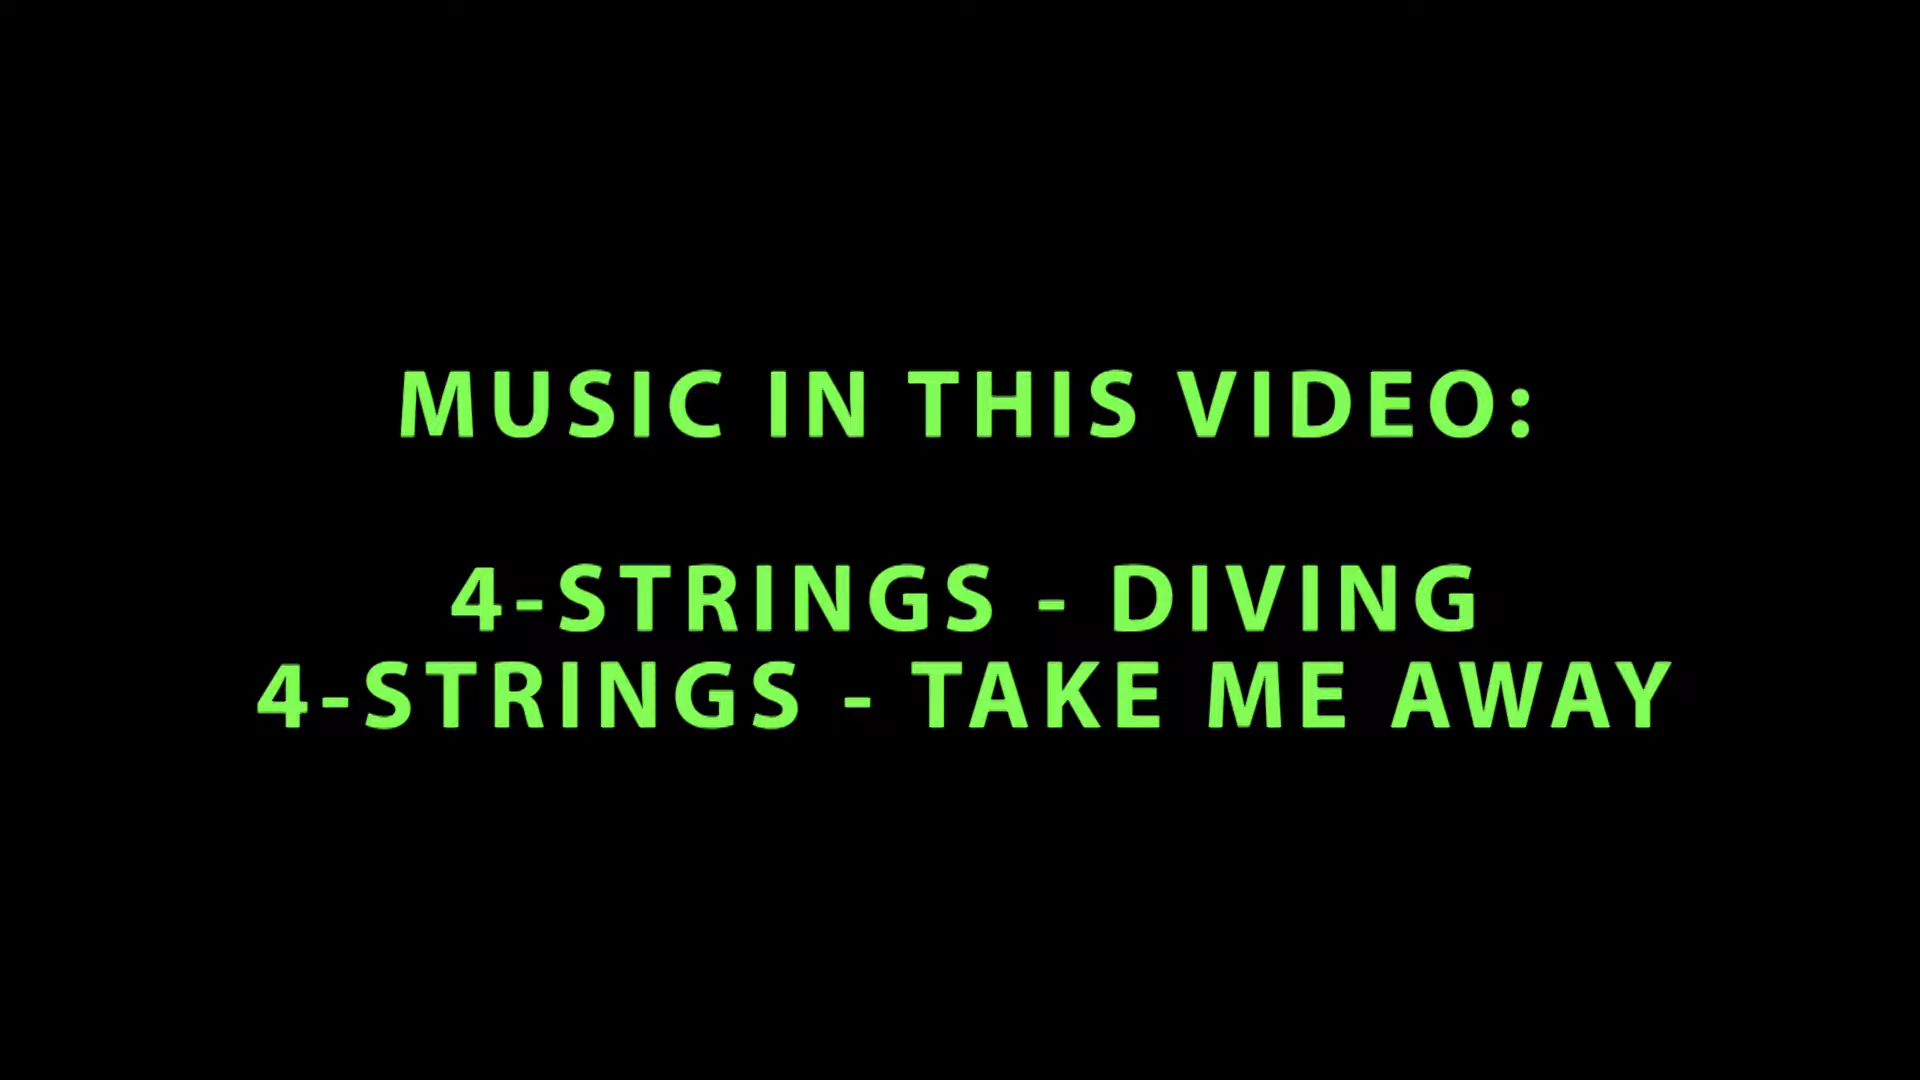 MUSIC IN THIS VIDEO:
4-STRINGS - DIVING
4-STRINGS - TAKE ME AWAY